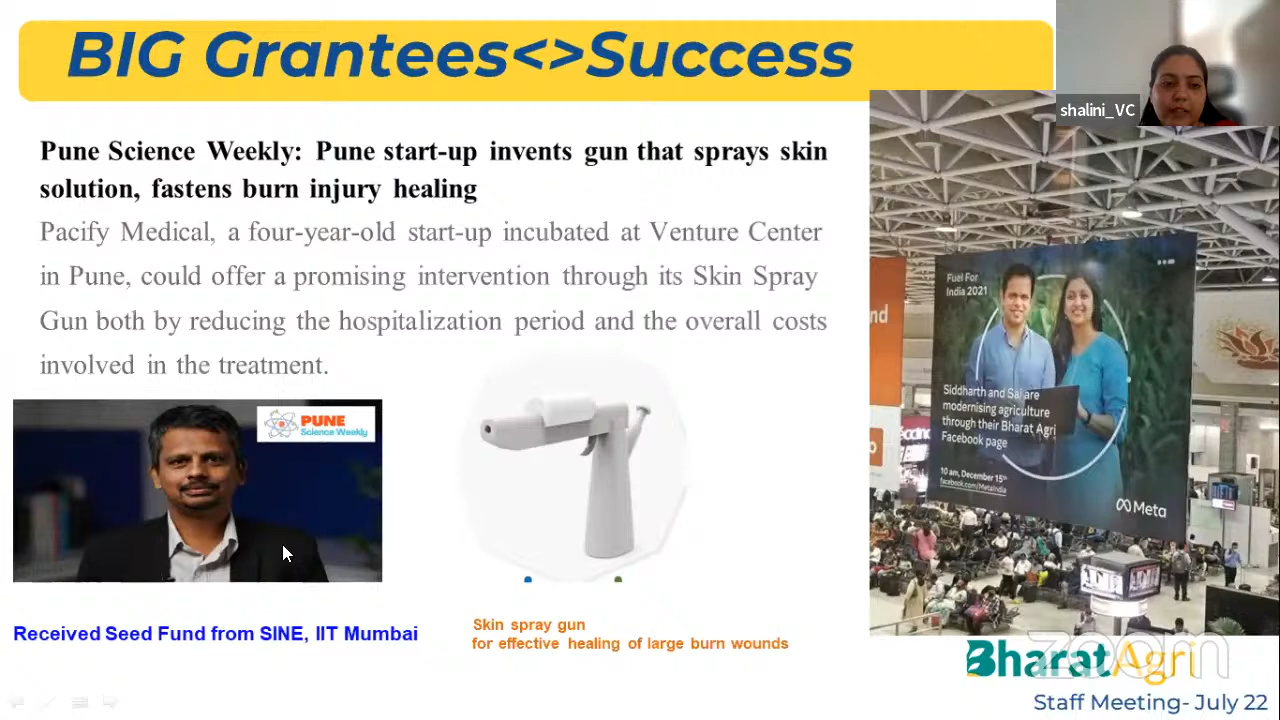 BIG Grantees<>Success
shalini_VC
Pune Science Weekly: Pune start-up invents gun that sprays skin
solution, fastens burn injury healing
Pacify Medical, a four-year-old start-up incubated at Venture Center
in Pune, could offer a promising intervention through its Skin Spray
Gun both by reducing the hospitalization period and the overall costs
involved in the treatment.
PUNE
Science Weekly
Received Seed Fund from SINE, IIT Mumbai
Skin spray gun
for effective healing of large burn wounds
nd
Fuel For
India 2021
Siddharth and Sai are
modernising agriculture
through their Bharat Agri
Facebook page
10 am, December 15th
facebook.com/MetaIndia
Meta
BharatAgri
zoom
Staff Meeting- July 22